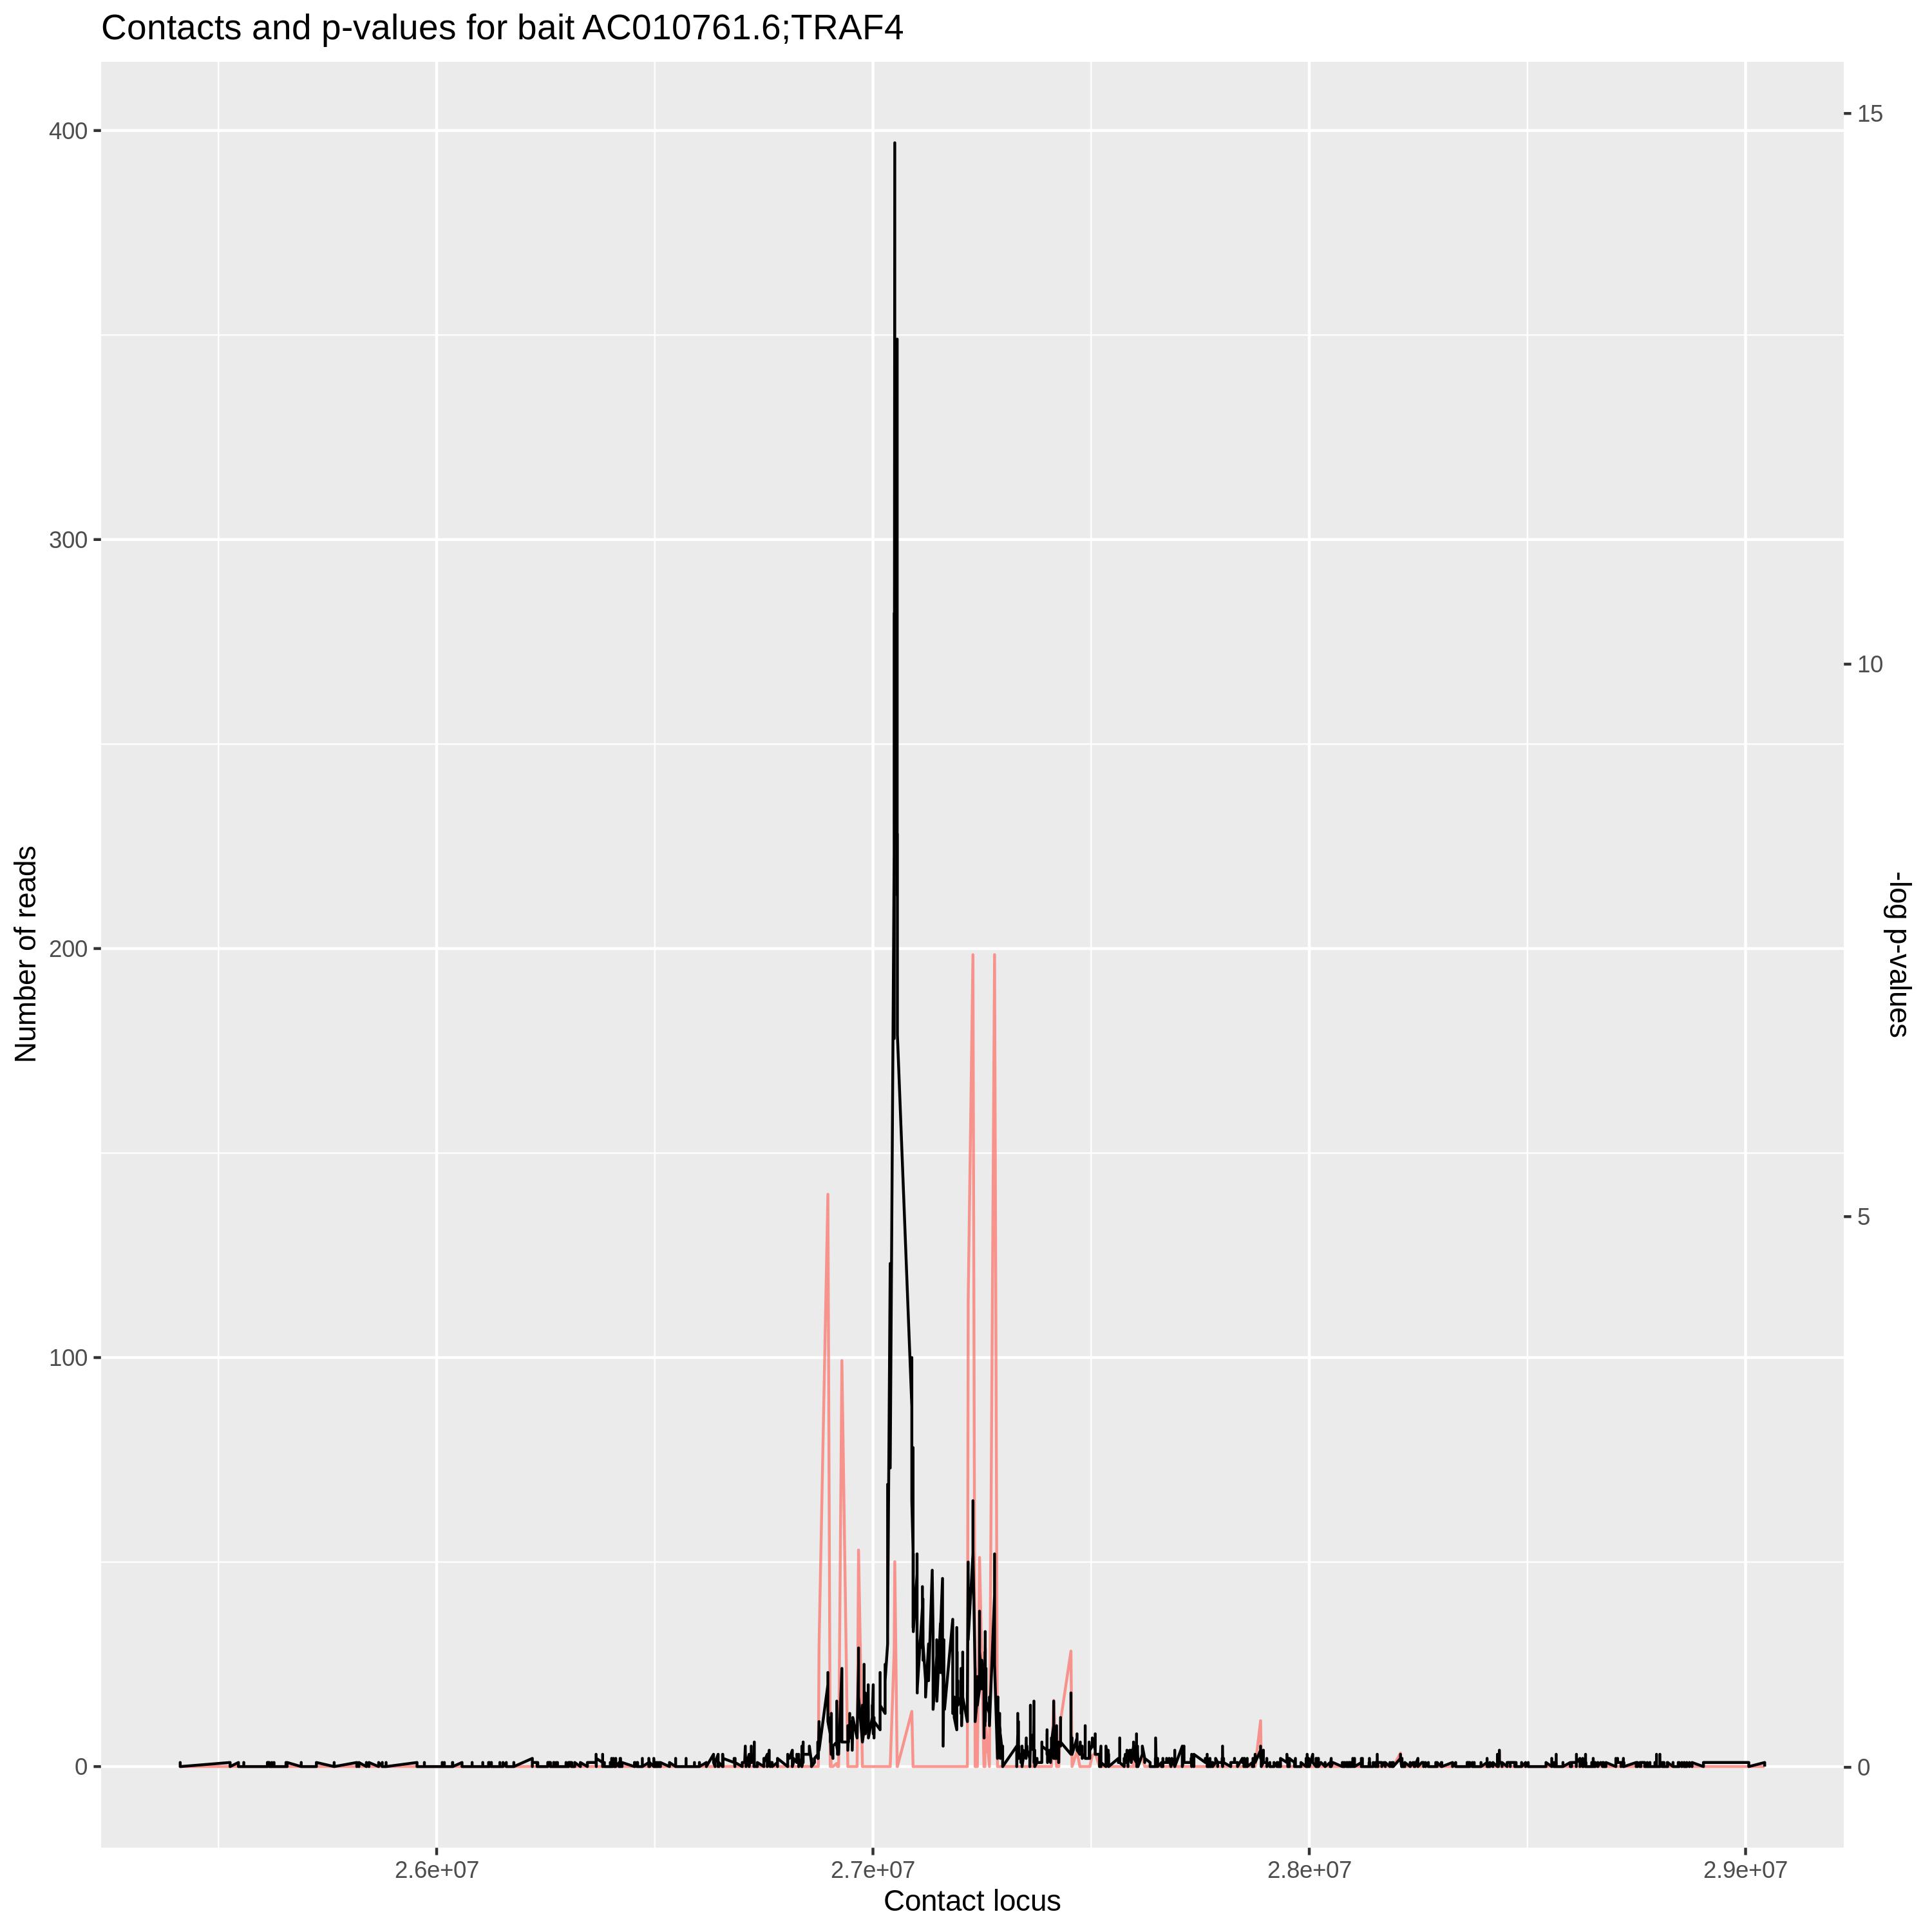 Contacts and p-values for bait AC010761.6;TRAF4
400
300
200
100
0
Number of reads
15
10
5
0
-log p-values
2.6e+07
2.7e+07
2.8e+07
2.9e+07
Contact locus